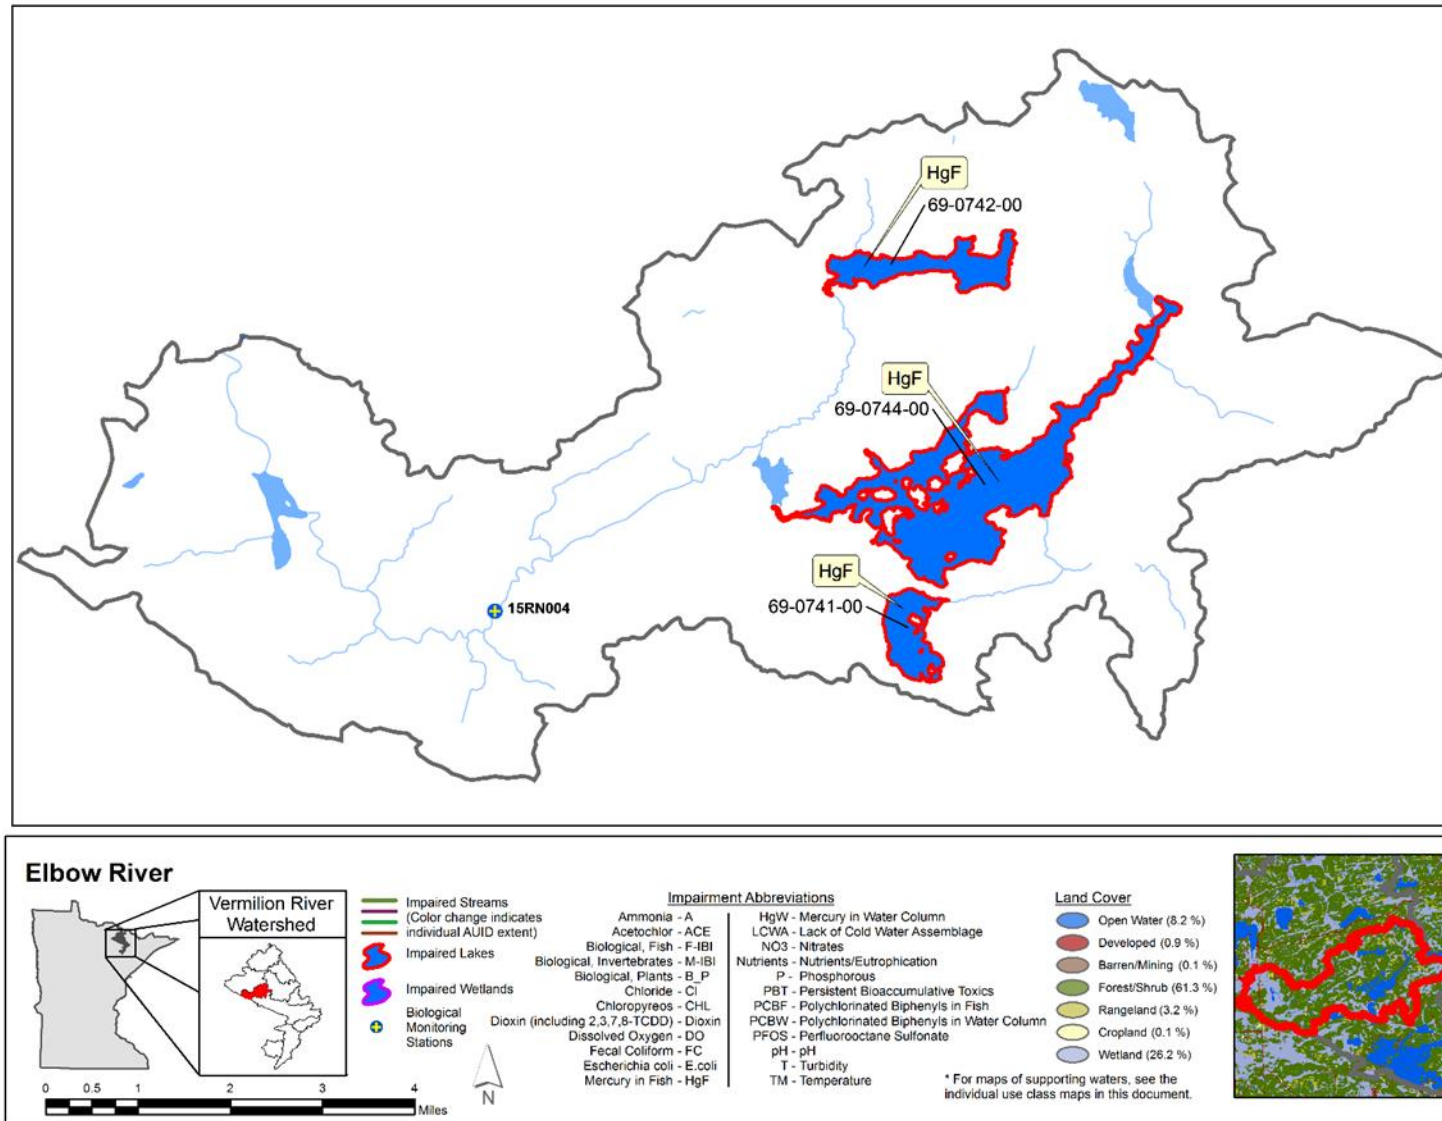 HgF
69-0742-00
HgF
69-0744-00
HgF
69-0741-00
15RN004
Elbow River
Vermilion River
Watershed
0 0.5 1 2 3 4
Miles
Impaired Streams
(Color change indicates
individual AUID extent)
Impaired Lakes
Impaired Wetlands
Biological
Monitoring
Stations
N
Impairment Abbreviations
Ammonia - A
Acetochlor - ACE
Biological, Fish - F-IBI
Biological, Invertebrates - M-IBI
Biological, Plants - B_P
Chloride - Cl
Chloropyreos - CHL
Dioxin (including 2,3,7,8-TCDD) - Dioxin
Dissolved Oxygen - DO
Fecal Coliform - FC
Escherichia coli - E.coli
Mercury in Fish - HgF
HgW - Mercury in Water Column
LCWA - Lack of Cold Water Assemblage
NO3 - Nitrates
Nutrients - Nutrients/Eutrophication
P - Phosphorous
PBT - Persistent Bioaccumulative Toxics
PCBF - Polychlorinated Biphenyls in Fish
PCBW - Polychlorinated Biphenyls in Water Column
PFOS - Perfluorooctane Sulfonate
pH - pH
T - Turbidity
TM - Temperature
Land Cover
Open Water (8.2 %)
Developed (0.9 %)
Barren/Mining (0.1 %)
Forest/Shrub (61.3 %)
Rangeland (3.2 %)
Cropland (0.1 %)
Wetland (26.2 %)
* For maps of supporting waters, see the
individual use class maps in this document.